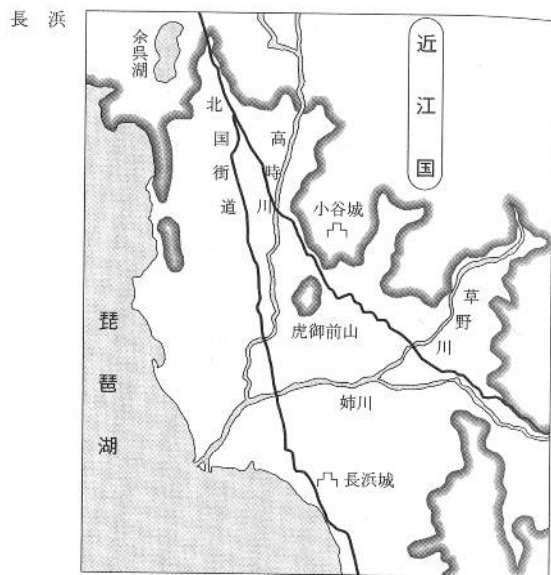 長浜
近江国
余呉湖
北国街道
高時川
小谷城
草野川
虎御前山
姉川
琵琶湖
長浜城